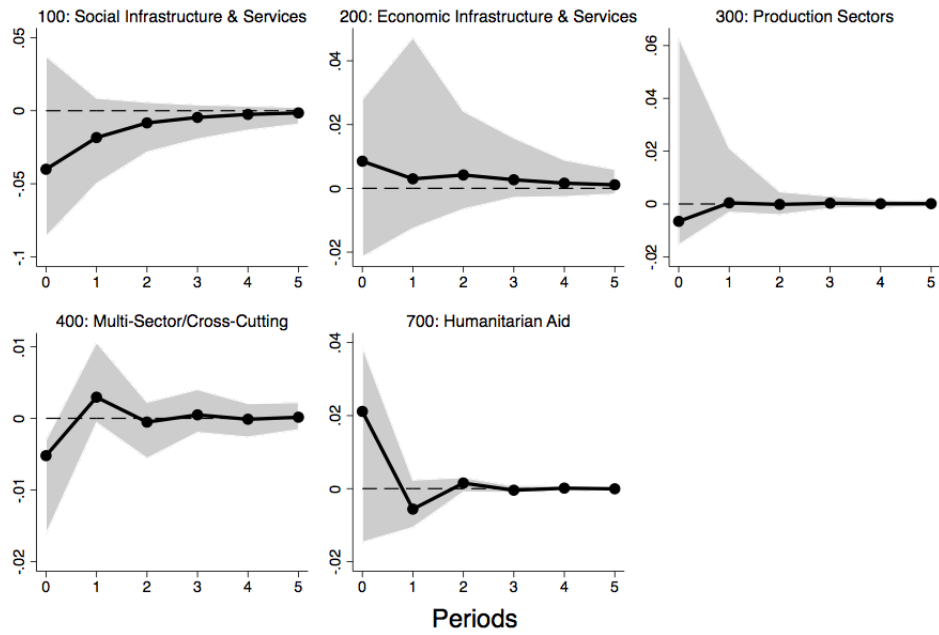 100: Social Infrastructure & Services
.05
0
-.05
-.1
0 1 2 3 4 5
200: Economic Infrastructure & Services
.04
.02
0
-.02
0 1 2 3 4 5
300: Production Sectors
.06
.04
.02
0
-.02
0 1 2 3 4 5
400: Multi-Sector/Cross-Cutting
.01
0
-.01
-.02
0 1 2 3 4 5
700: Humanitarian Aid
.04
.02
0
-.02
0 1 2 3 4 5
Periods